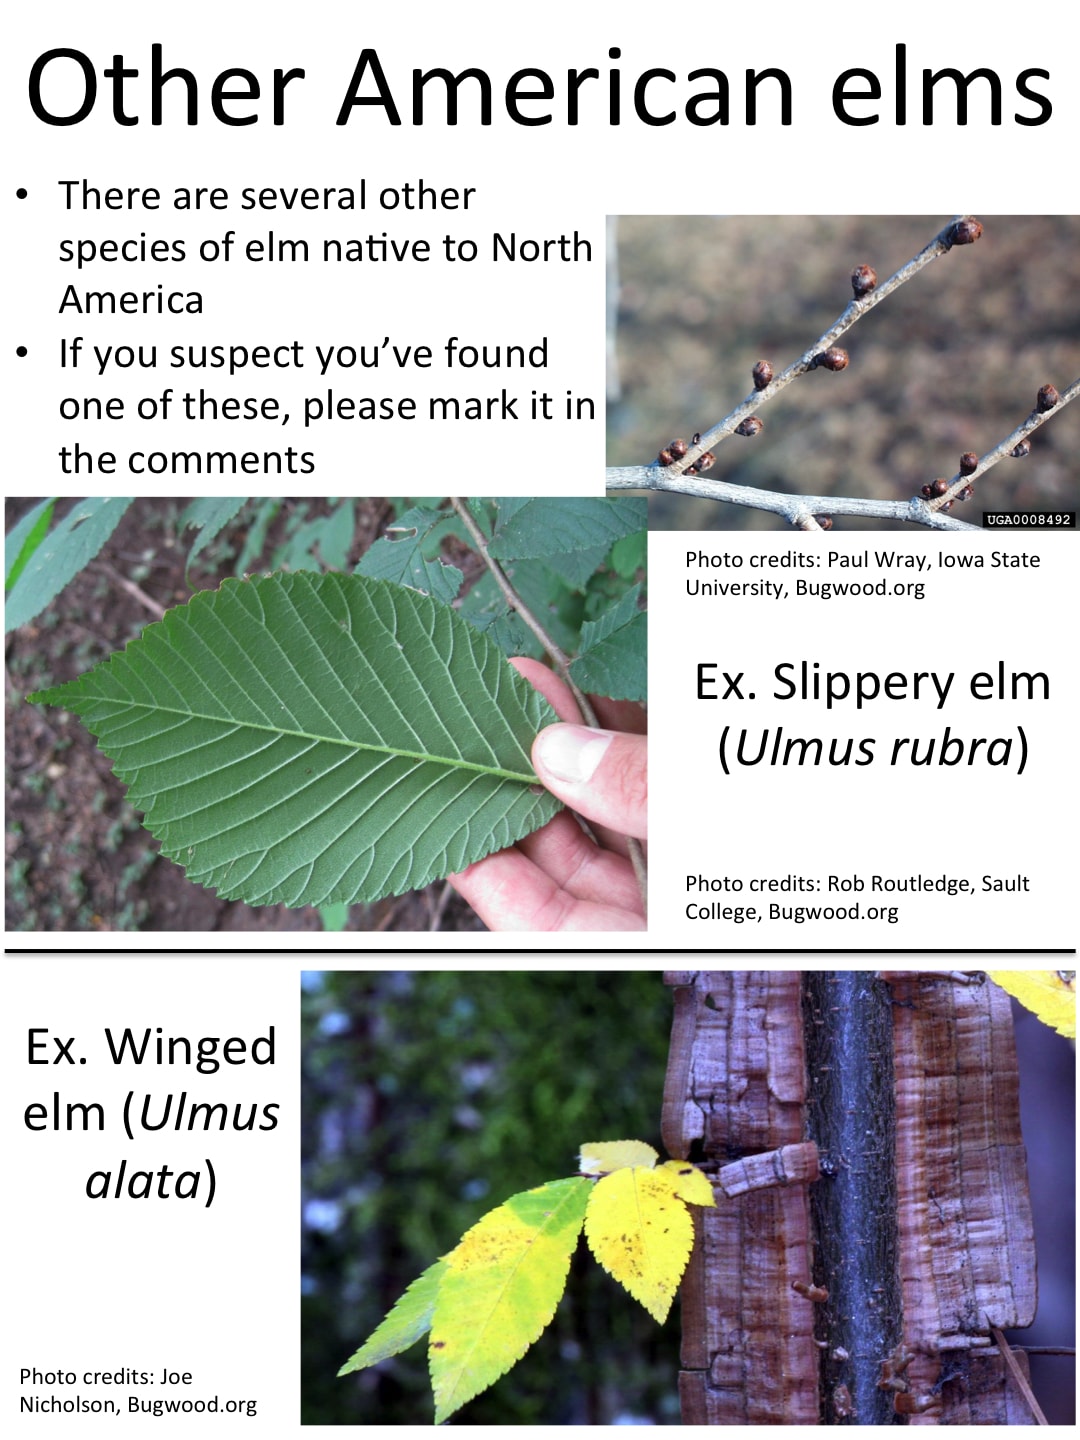 Other American elms
• There are several other
species of elm native to North
America
• If you suspect you’ve found
one of these, please mark it in
the comments
UGA0008492
Photo credits: Paul Wray, Iowa State
University, Bugwood.org
Ex. Slippery elm
(Ulmus rubra)
Photo credits: Rob Routledge, Sault
College, Bugwood.org
Ex. Winged
elm (Ulmus
alata)
Photo credits: Joe
Nicholson, Bugwood.org